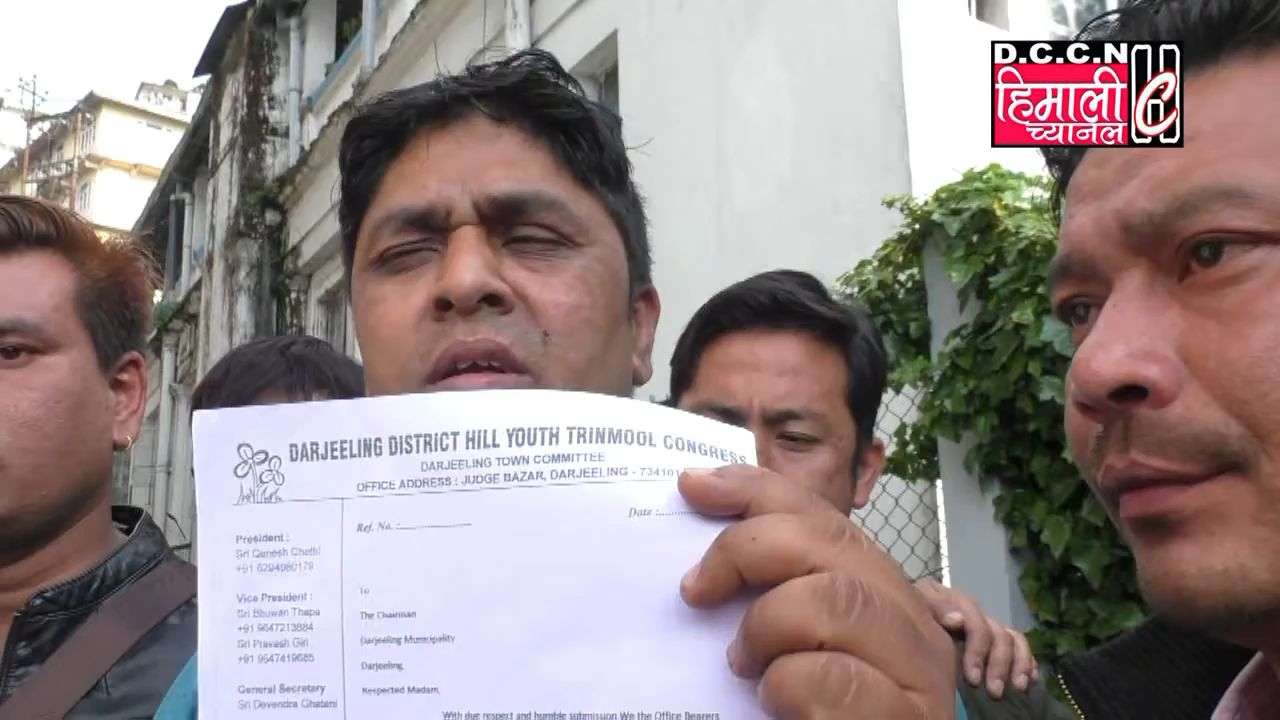 D.C.C.N
हिमाली
च्यानल
HC
DARJEELING DISTRICT HILL YOUTH TRINMOOL CONGRESS
DARJEELING TOWN COMMITTEE
OFFICE ADDRESS : JUDGE BAZAR, DARJEELING - 734101
Ref. No. :........................
Date :..........
President :
Sri Ganesh Chettri
+91 6294980179
Vice President :
Sri Bhuwan Thapa
+91 9647213884
Sri Pravash Giri
+91 9547419685
General Secretary
Sri Devendra Ghatani
To
The Chairman
Darjeeling Municipality
Darjeeling.
Respected Madam,
With due respect and humble submission We the Office Bearers